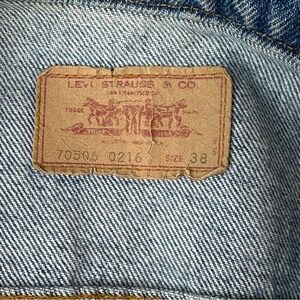 LEVI STRAUSS & CO
SAN FRANCISCO CAL
TRADE MARK
70506 0216 SIZE 38